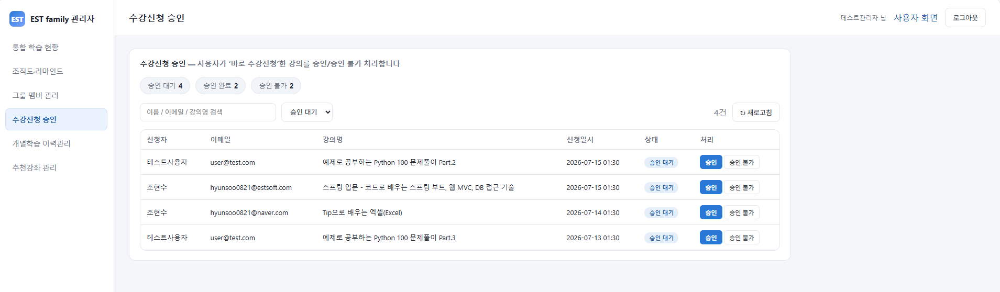 EST EST family 관리자
통합 학습 현황
조직도·리마인드
그룹 멤버 관리
수강신청 승인
개별학습 이력관리
추천강좌 관리
수강신청 승인
테스트관리자 님 사용자 화면 로그아웃
수강신청 승인 — 사용자가 ‘바로 수강신청’한 강의를 승인/승인 불가 처리합니다
승인 대기 4 승인 완료 2 승인 불가 2
이름 / 이메일 / 강의명 검색 승인 대기 4건 ↻ 새로고침
신청자 이메일 강의명 신청일시 상태 처리
테스트사용자 user@test.com 예제로 공부하는 Python 100 문제풀이 Part.2 2026-07-15 01:30 승인 대기 승인 승인 불가
조현수 hyunsoo0821@estsoft.com 스프링 입문 - 코드로 배우는 스프링 부트, 웹 MVC, DB 접근 기술 2026-07-15 01:30 승인 대기 승인 승인 불가
조현수 hyunsoo0821@naver.com Tip으로 배우는 엑셀(Excel) 2026-07-14 01:30 승인 대기 승인 승인 불가
테스트사용자 user@test.com 예제로 공부하는 Python 100 문제풀이 Part.3 2026-07-13 01:30 승인 대기 승인 승인 불가